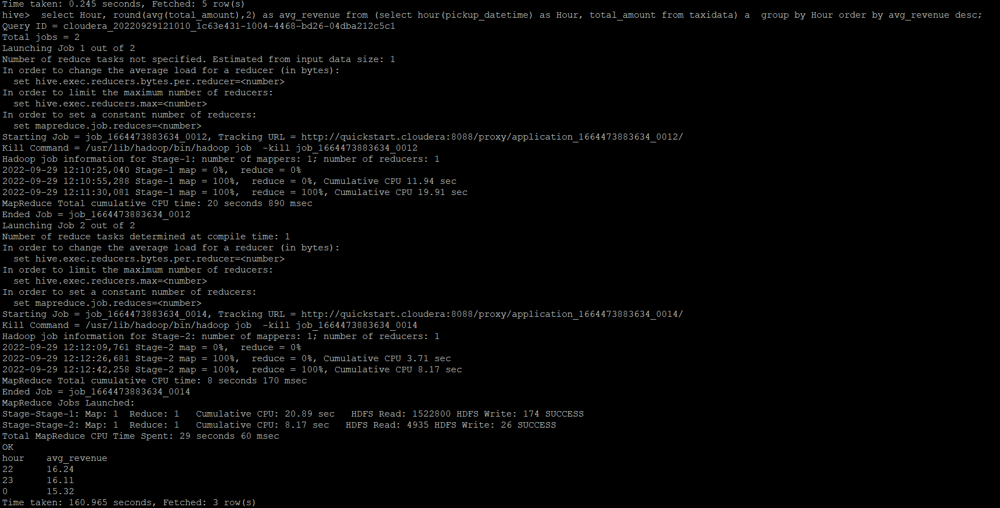 Time taken: 0.245 seconds, Fetched: 5 row(s)
hive>  select Hour, round(avg(total_amount),2) as avg_revenue from (select hour(pickup_datetime) as Hour, total_amount from taxidata) a  group by Hour order by avg_revenue desc;
Query ID = cloudera_20220929121010_1c63e431-1004-4468-bd26-04dba212c5c1
Total jobs = 2
Launching Job 1 out of 2
Number of reduce tasks not specified. Estimated from input data size: 1
In order to change the average load for a reducer (in bytes):
  set hive.exec.reducers.bytes.per.reducer=<number>
In order to limit the maximum number of reducers:
  set hive.exec.reducers.max=<number>
In order to set a constant number of reducers:
  set mapreduce.job.reduces=<number>
Starting Job = job_1664473883634_0012, Tracking URL = http://quickstart.cloudera:8088/proxy/application_1664473883634_0012/
Kill Command = /usr/lib/hadoop/bin/hadoop job  -kill job_1664473883634_0012
Hadoop job information for Stage-1: number of mappers: 1; number of reducers: 1
2022-09-29 12:10:25,040 Stage-1 map = 0%,  reduce = 0%
2022-09-29 12:10:55,288 Stage-1 map = 100%,  reduce = 0%, Cumulative CPU 11.94 sec
2022-09-29 12:11:30,081 Stage-1 map = 100%,  reduce = 100%, Cumulative CPU 19.91 sec
MapReduce Total cumulative CPU time: 20 seconds 890 msec
Ended Job = job_1664473883634_0012
Launching Job 2 out of 2
Number of reduce tasks determined at compile time: 1
In order to change the average load for a reducer (in bytes):
  set hive.exec.reducers.bytes.per.reducer=<number>
In order to limit the maximum number of reducers:
  set hive.exec.reducers.max=<number>
In order to set a constant number of reducers:
  set mapreduce.job.reduces=<number>
Starting Job = job_1664473883634_0014, Tracking URL = http://quickstart.cloudera:8088/proxy/application_1664473883634_0014/
Kill Command = /usr/lib/hadoop/bin/hadoop job  -kill job_1664473883634_0014
Hadoop job information for Stage-2: number of mappers: 1; number of reducers: 1
2022-09-29 12:12:09,761 Stage-2 map = 0%,  reduce = 0%
2022-09-29 12:12:26,681 Stage-2 map = 100%,  reduce = 0%, Cumulative CPU 3.71 sec
2022-09-29 12:12:42,258 Stage-2 map = 100%,  reduce = 100%, Cumulative CPU 8.17 sec
MapReduce Total cumulative CPU time: 8 seconds 170 msec
Ended Job = job_1664473883634_0014
MapReduce Jobs Launched:
Stage-Stage-1: Map: 1  Reduce: 1   Cumulative CPU: 20.89 sec   HDFS Read: 1522800 HDFS Write: 174 SUCCESS
Stage-Stage-2: Map: 1  Reduce: 1   Cumulative CPU: 8.17 sec   HDFS Read: 4935 HDFS Write: 26 SUCCESS
Total MapReduce CPU Time Spent: 29 seconds 60 msec
OK
hour    avg_revenue
22      16.24
23      16.11
0       15.32
Time taken: 160.965 seconds, Fetched: 3 row(s)